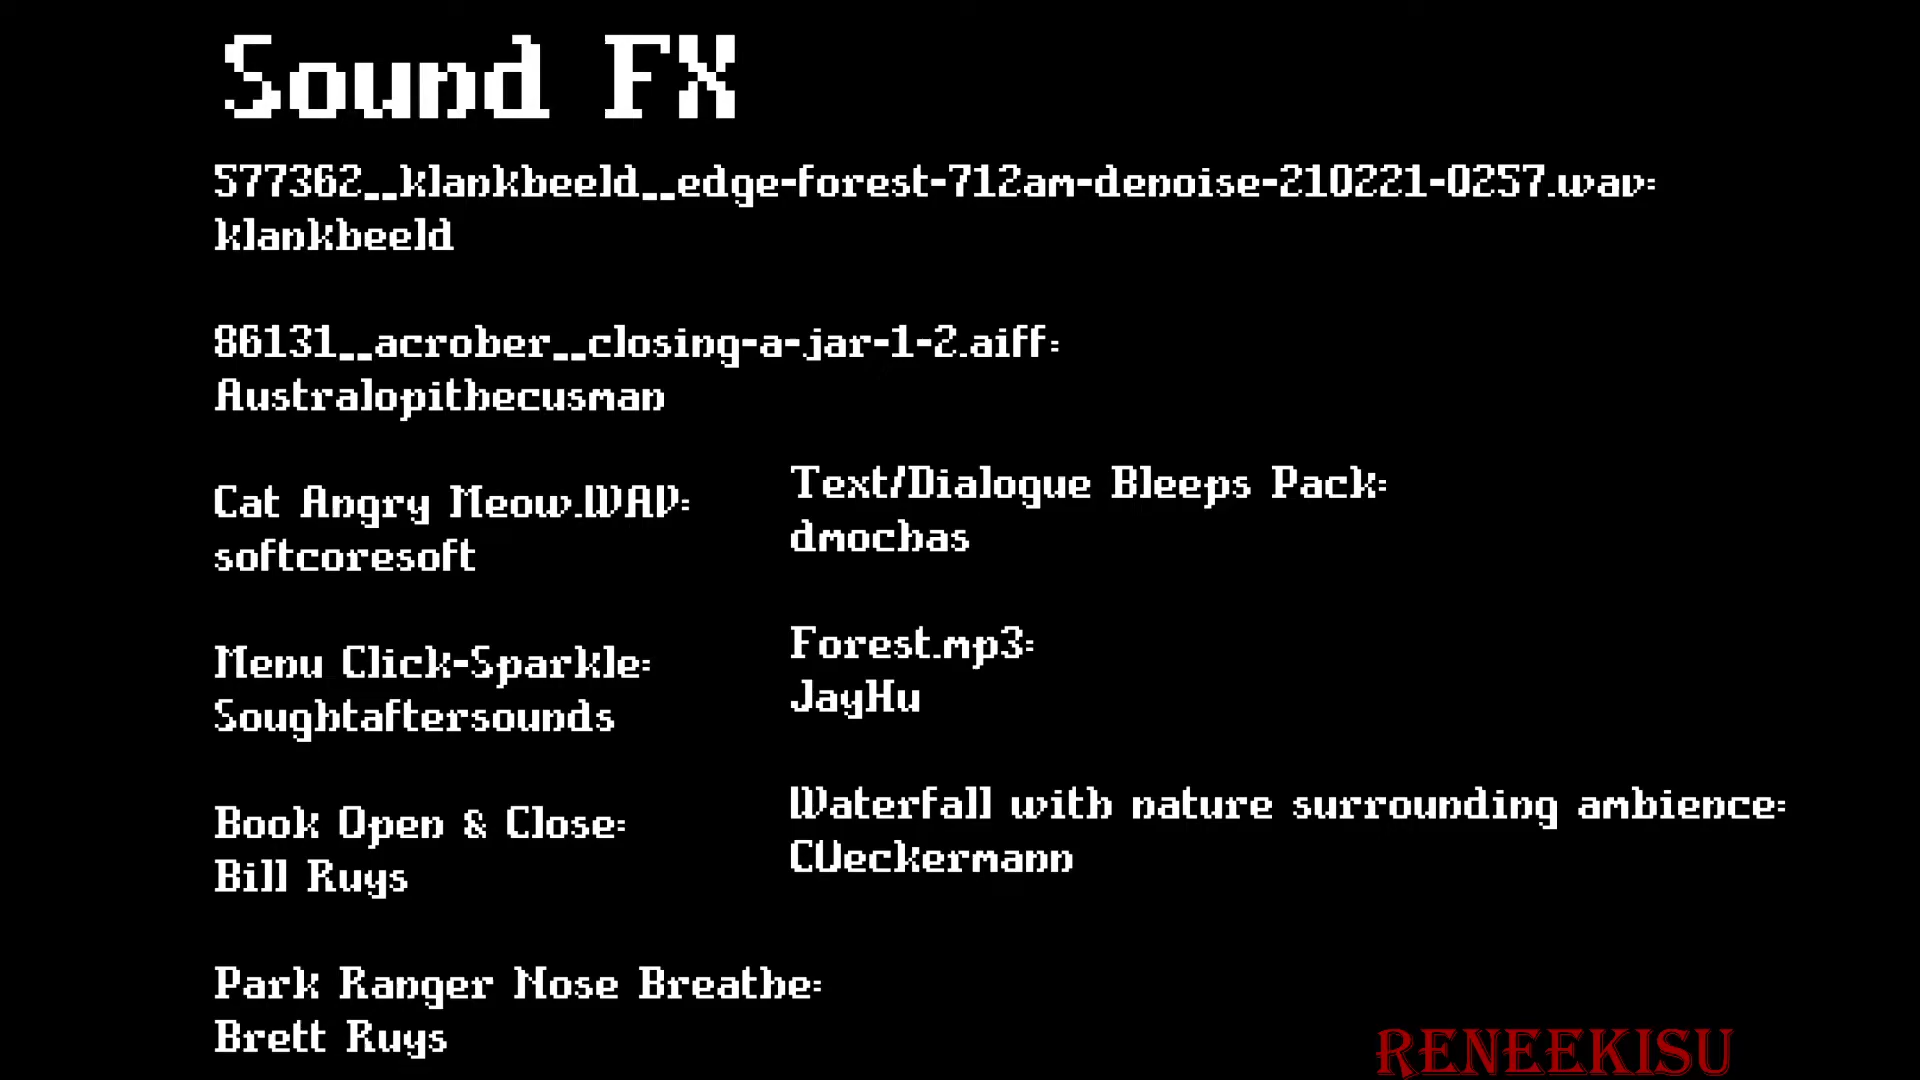 Sound FX
577362__klankbeeld__edge-forest-712am-denoise-210221-0257.wav:
klankbeeld
86131__acrober__closing-a-jar-1-2.aiff:
Australopithecusman
Cat Angry Meow.WAV:
softcoresoft
Menu Click-Sparkle:
Soughtaftersounds
Book Open & Close:
Bill Ruys
Park Ranger Nose Breathe:
Brett Ruys
Text/Dialogue Bleeps Pack:
dmochas
Forest.mp3:
JayHu
Waterfall with nature surrounding ambience:
CUeckermann
RENEEKISU